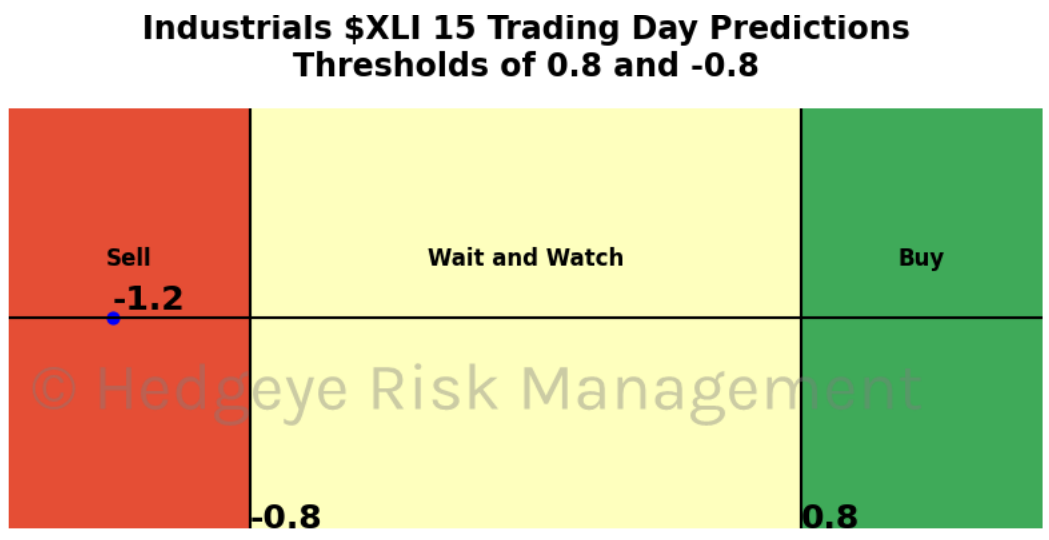 Industrials $XLI 15 Trading Day Predictions
Thresholds of 0.8 and -0.8
Sell
Wait and Watch
Buy
-1.2
© Hedgeye Risk Management
-0.8
0.8